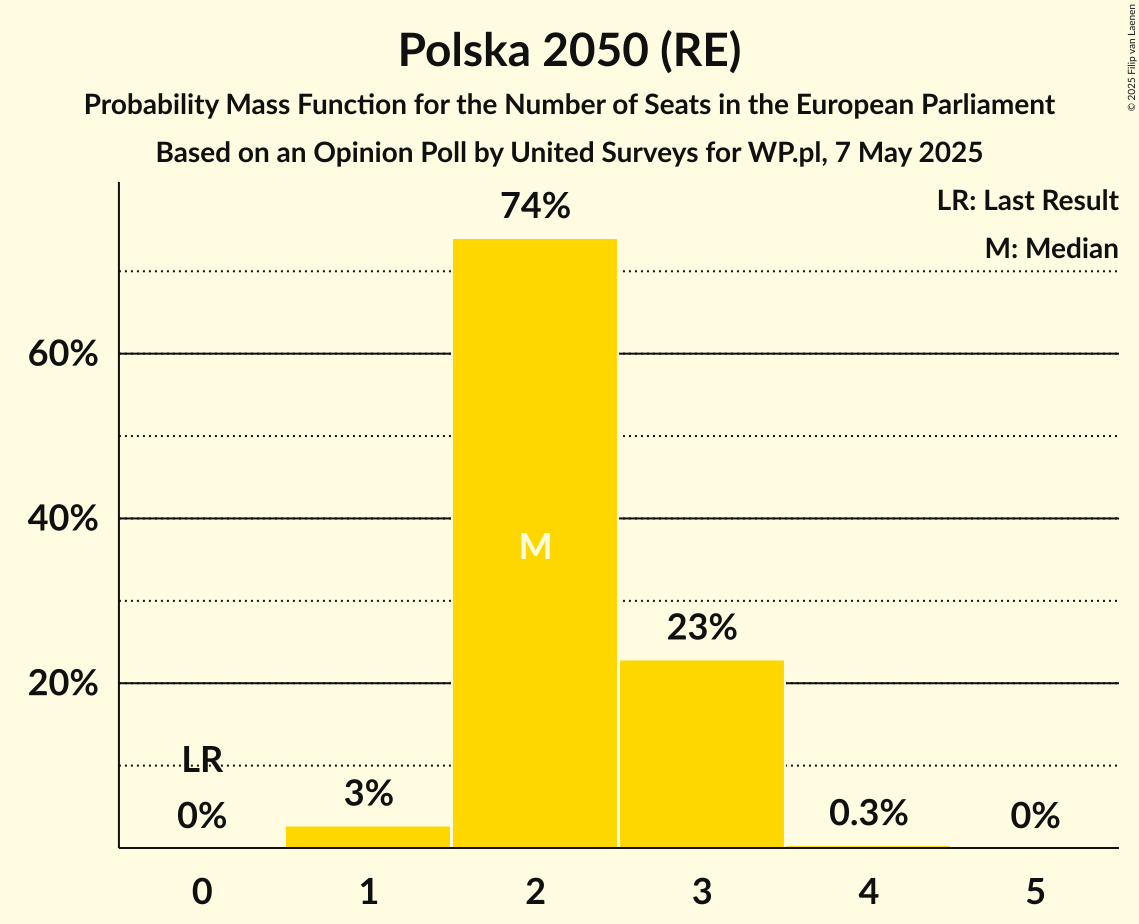 Polska 2050 (RE)
Probability Mass Function for the Number of Seats in the European Parliament
Based on an Opinion Poll by United Surveys for WP.pl, 7 May 2025
© 2025 Filip van Laenen
LR: Last Result
M: Median
74%
60%
40%
M
23%
20%
LR
3%
0%
0.3%
0%
0 1 2 3 4 5